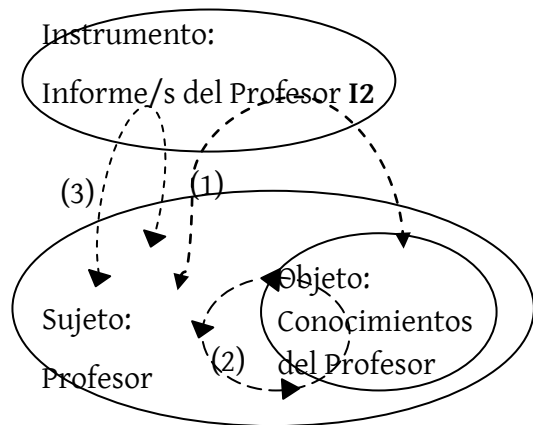 Instrumento:
Informe/s del Profesor I2
(3)
(1)
Objeto:
Sujeto:
Conocimientos
del Profesor
(2)
Profesor